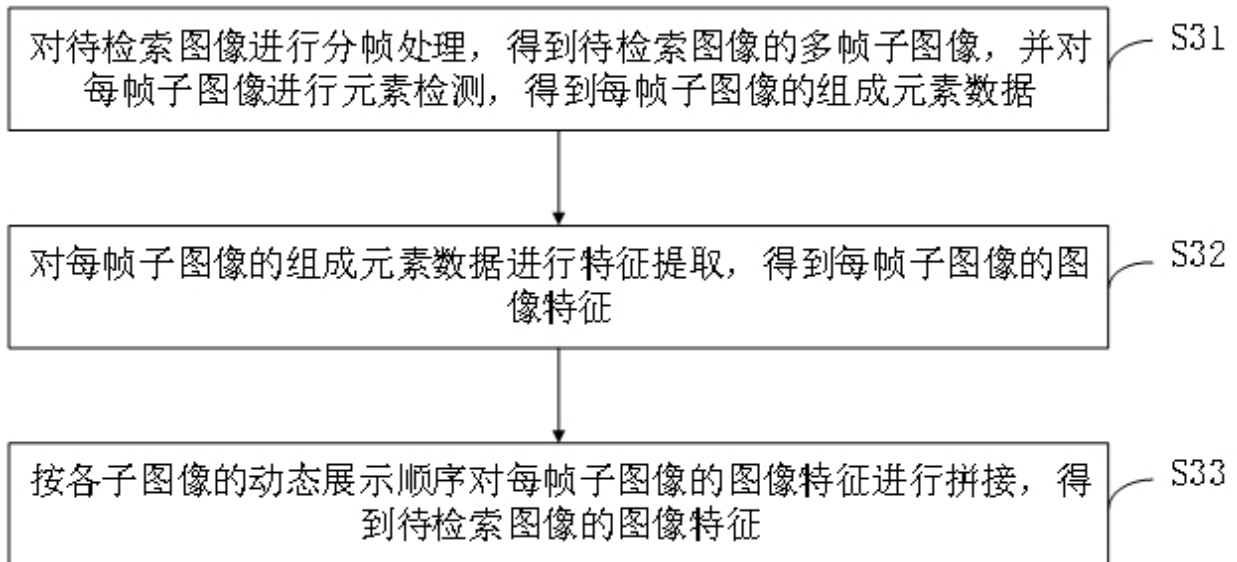 对待检索图像进行分帧处理，得到待检索图像的多帧子图像，并对
每帧子图像进行元素检测，得到每帧子图像的组成元素数据
S31
对每帧子图像的组成元素数据进行特征提取，得到每帧子图像的图
像特征
S32
按各子图像的动态展示顺序对每帧子图像的图像特征进行拼接，得
到待检索图像的图像特征
S33